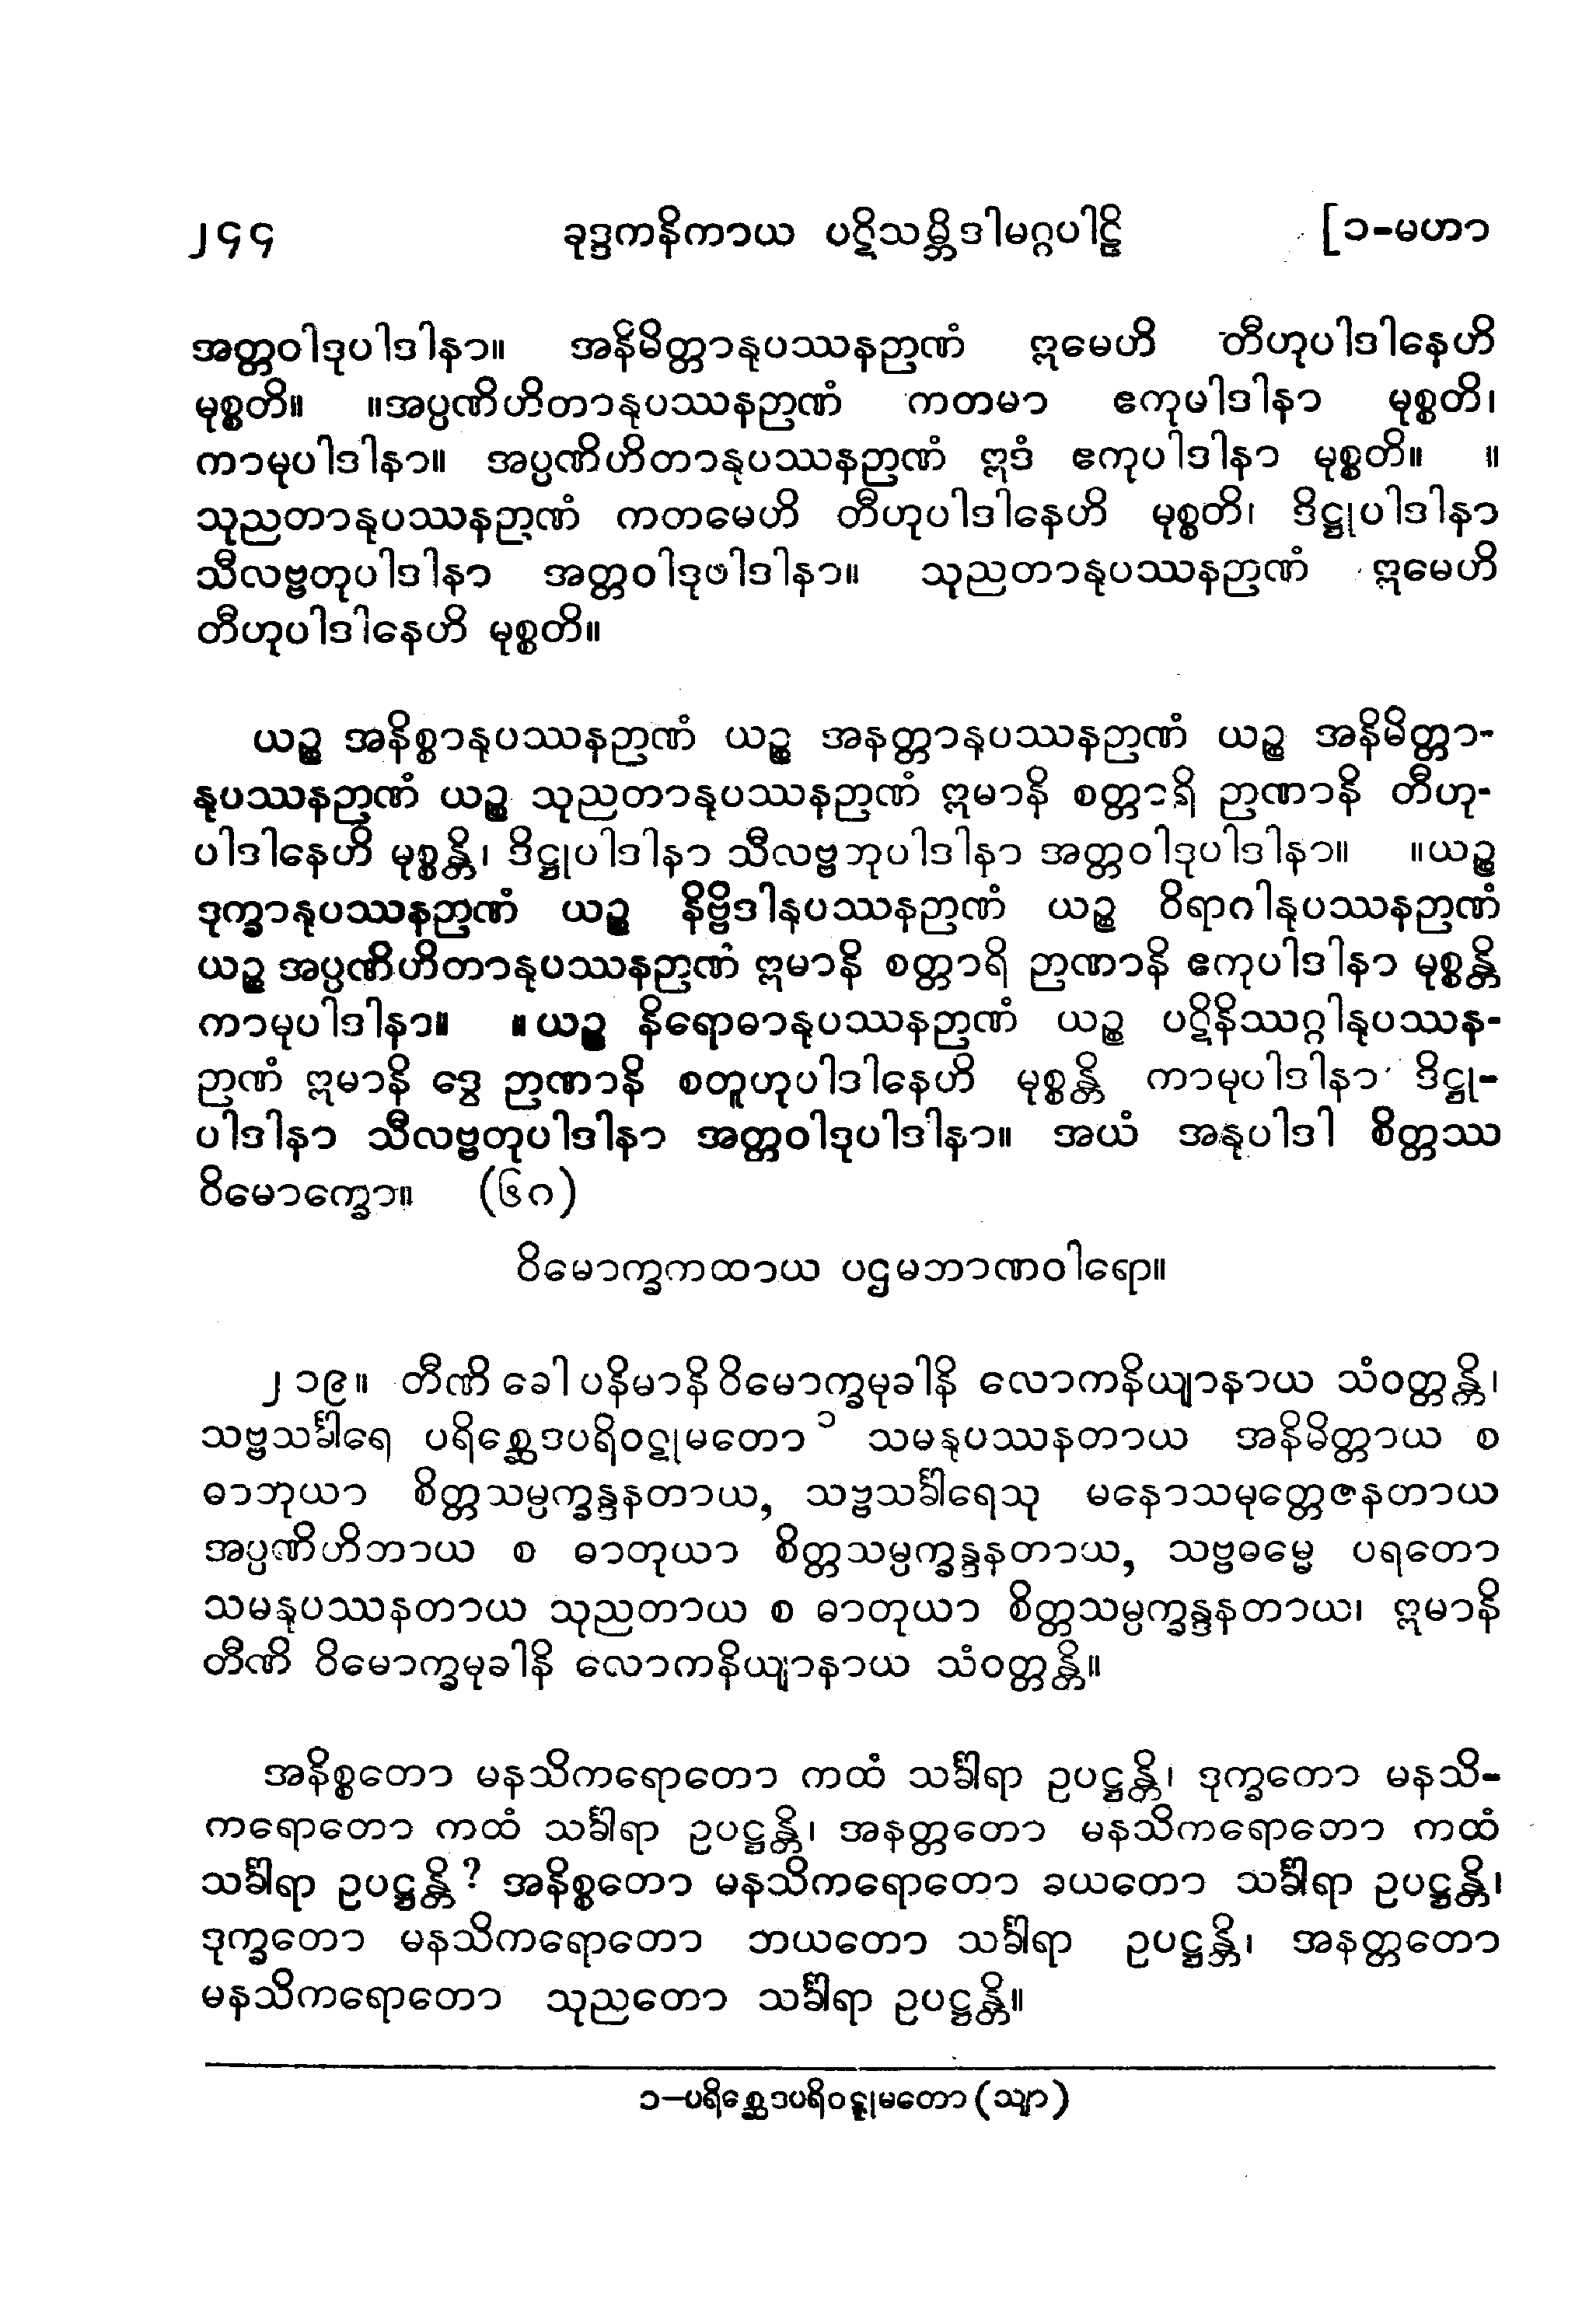 ၂၄၄ ခုဒ္ဒကနိကာယ ပဋိသမ္ဘိဒါမဂ္ဂပါဠိ [၁-မဟာ
အတ္တဝါဒုပါဒါနာ။ အနိမိတ္တာနုပဿနဉာဏံ ဣမေဟိ တီဟုပါဒါနေဟိ
မုစ္စတိ။ ။အပ္ပဏိဟိတာနုပဿနဉာဏံ ကတမာ ဧကုပါဒါနာ မုစ္စတိ၊
ကာမုပါဒါနာ။ အပ္ပဏိဟိတာနုပဿနဉာဏံ ဣဒံ ဧကုပါဒါနာ မုစ္စတိ။ ။
သုညတာနုပဿနဉာဏံ ကတမေဟိ တီဟုပါဒါနေဟိ မုစ္စတိ၊ ဒိဋ္ဌုပါဒါနာ
သီလဗ္ဗတုပါဒါနာ အတ္တဝါဒုပါဒါနာ။ သုညတာနုပဿနဉာဏံ ဣမေဟိ
တီဟုပါဒါနေဟိ မုစ္စတိ။
ယဉ္စ အနိစ္စာနုပဿနဉာဏံ ယဉ္စ အနတ္တာနုပဿနဉာဏံ ယဉ္စ အနိမိတ္တာ-
နုပဿနဉာဏံ ယဉ္စ သုညတာနုပဿနဉာဏံ ဣမာနိ စတ္တာရိ ဉာဏာနိ တီဟု-
ပါဒါနေဟိ မုစ္စန္တိ၊ ဒိဋ္ဌုပါဒါနာ သီလဗ္ဗတုပါဒါနာ အတ္တဝါဒုပါဒါနာ။ ။ယဉ္စ
ဒုက္ခာနုပဿနဉာဏံ ယဉ္စ နိဗ္ဗိဒါနုပဿနဉာဏံ ယဉ္စ ဝိရာဂါနုပဿနဉာဏံ
ယဉ္စ အပ္ပဏိဟိတာနုပဿနဉာဏံ ဣမာနိ စတ္တာရိ ဉာဏာနိ ဧကုပါဒါနာ မုစ္စန္တိ
ကာမုပါဒါနာ။ ။ယဉ္စ နိရောဓာနုပဿနဉာဏံ ယဉ္စ ပဋိနိဿဂ္ဂါနုပဿန-
ဉာဏံ ဣမာနိ ဒွေ ဉာဏာနိ စတူဟုပါဒါနေဟိ မုစ္စန္တိ ကာမုပါဒါနာ ဒိဋ္ဌု-
ပါဒါနာ သီလဗ္ဗတုပါဒါနာ အတ္တဝါဒုပါဒါနာ။ အယံ အနုပါဒါ စိတ္တဿ
ဝိမောက္ခော။ (၆၈)
ဝိမောက္ခကထာယ ပဌမဘာဏဝါရော။
၂၁၉။ တီဏိ ခေါ ပနိမာနိ ဝိမောက္ခမုခါနိ လောကနိယျာနာယ သံဝတ္တန္တိ၊
သဗ္ဗသင်္ခါရေ ပရိစ္ဆေဒပရိဝဋုမတော ၁ သမနုပဿနတာယ အနိမိတ္တာယ စ
ဓာတုယာ စိတ္တသမ္ပက္ခန္ဒနတာယ, သဗ္ဗသင်္ခါရေသု မနောသမုတ္တေဇနတာယ
အပ္ပဏိဟိတာယ စ ဓာတုယာ စိတ္တသမ္ပက္ခန္ဒနတာယ, သဗ္ဗဓမ္မေ ပရတော
သမနုပဿနတာယ သုညတာယ စ ဓာတုယာ စိတ္တသမ္ပက္ခန္ဒနတာယ၊ ဣမာနိ
တီဏိ ဝိမောက္ခမုခါနိ လောကနိယျာနာယ သံဝတ္တန္တိ။
အနိစ္စတော မနသိကရောတော ကထံ သင်္ခါရာ ဥပဋ္ဌန္တိ၊ ဒုက္ခတော မနသိ-
ကရောတော ကထံ သင်္ခါရာ ဥပဋ္ဌန္တိ၊ အနတ္တတော မနသိကရောတော ကထံ
သင်္ခါရာ ဥပဋ္ဌန္တိ? အနိစ္စတော မနသိကရောတော ခယတော သင်္ခါရာ ဥပဋ္ဌန္တိ၊
ဒုက္ခတော မနသိကရောတော ဘယတော သင်္ခါရာ ဥပဋ္ဌန္တိ၊ အနတ္တတော
မနသိကရောတော သုညတော သင်္ခါရာ ဥပဋ္ဌန္တိ။
၁-ပရိစ္ဆေဒပရိဝဋ္ဋုမတော (သျာ)